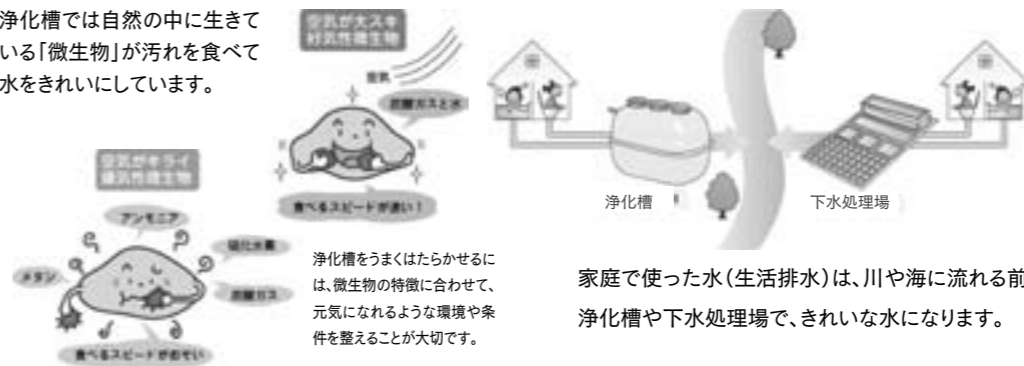 浄化槽では自然の中に生きて
いる「微生物」が汚れを食べて
水をきれいにしています。
空気が大スキ
好気性微生物
空気
炭酸ガスと水
食べるスピードが速い！
空気がキライ
嫌気性微生物
アンモニア
硫化水素
メタン
炭酸ガス
食べるスピードがおそい
浄化槽をうまくはたらかせるに
は、微生物の特徴に合わせて、
元気になれるような環境や条
件を整えることが大切です。
浄化槽
下水処理場
家庭で使った水（生活排水）は、川や海に流れる前
浄化槽や下水処理場で、きれいな水になります。